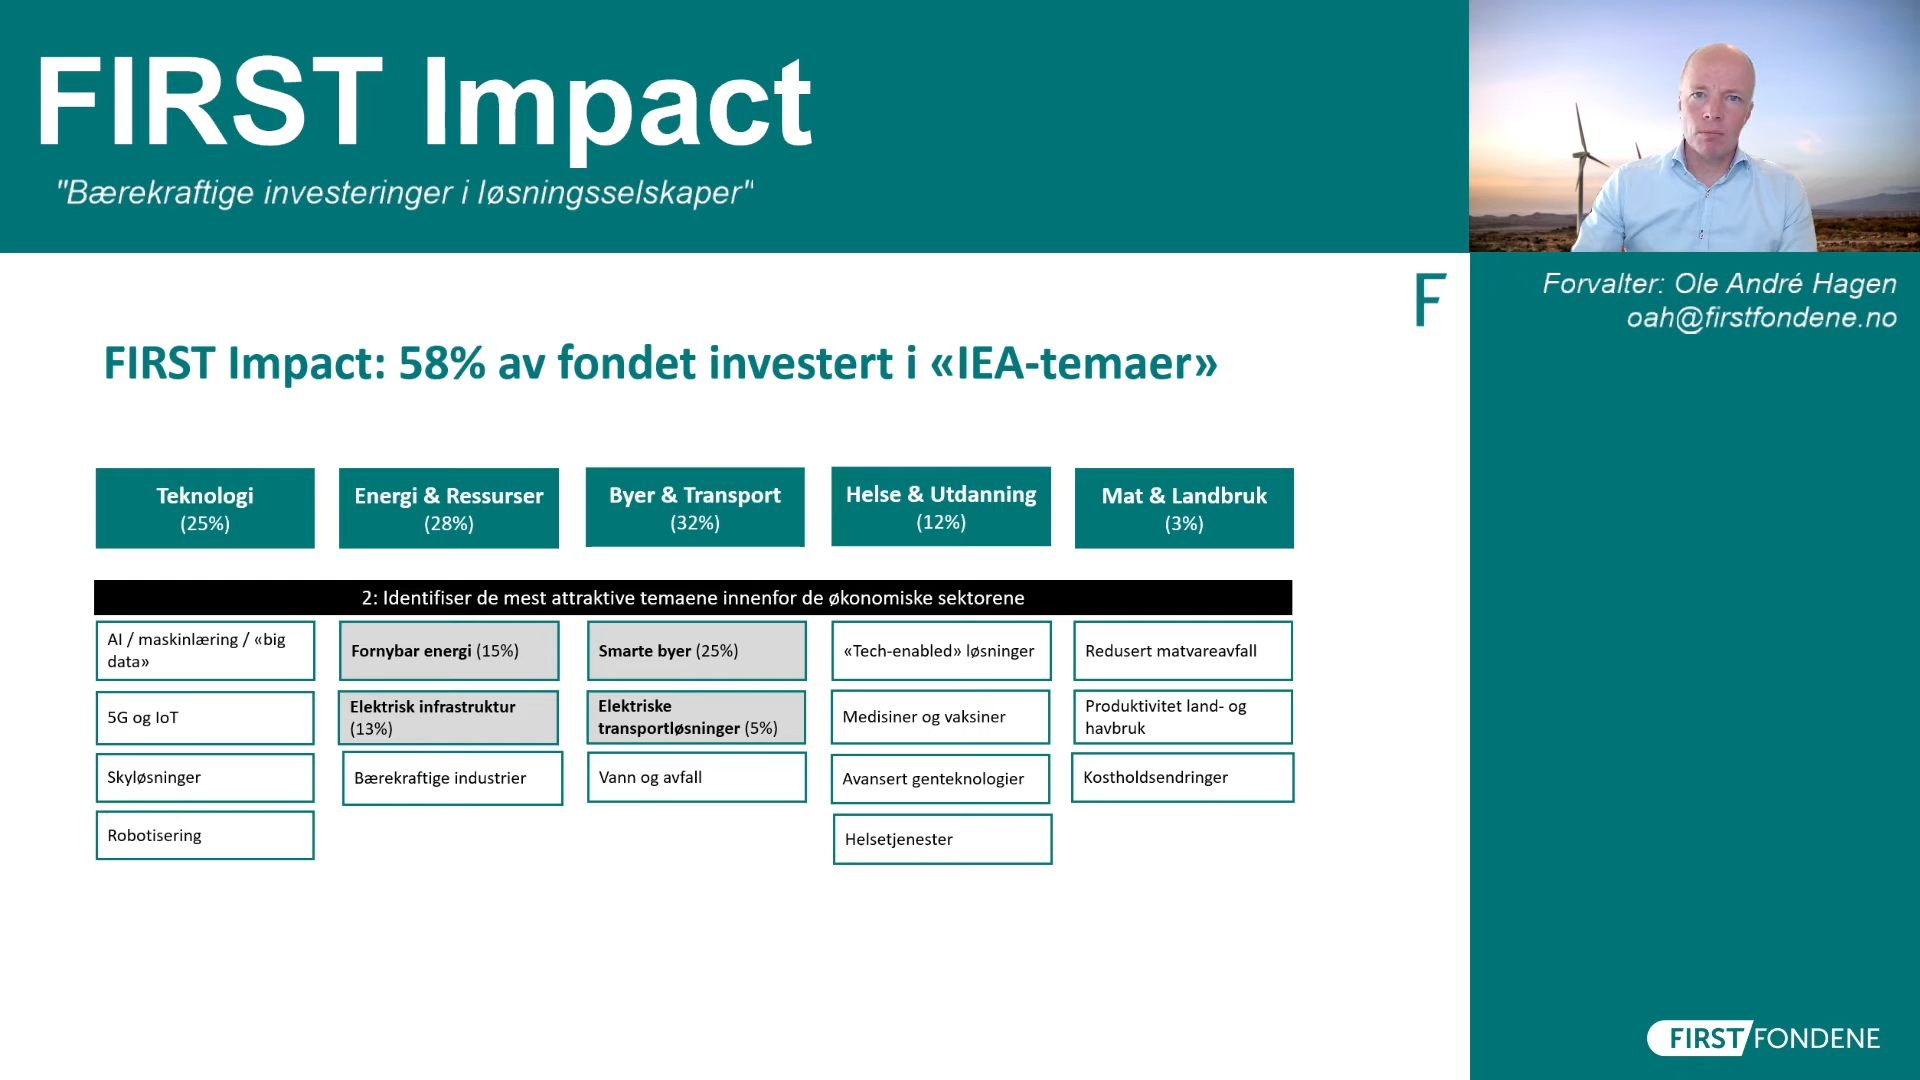 FIRST Impact
"Bærekraftige investeringer i løsningsselskaper"
Forvalter: Ole André Hagen
oah@firstfondene.no
F
FIRST Impact: 58% av fondet investert i «IEA-temaer»
Teknologi
(25%)
Energi & Ressurser
(28%)
Byer & Transport
(32%)
Helse & Utdanning
(12%)
Mat & Landbruk
(3%)
2: Identifiser de mest attraktive temaene innenfor de økonomiske sektorene
AI / maskinlæring / «big
data»
5G og IoT
Skyløsninger
Robotisering
Fornybar energi (15%)
Elektrisk infrastruktur
(13%)
Bærekraftige industrier
Smarte byer (25%)
Elektriske
transportløsninger (5%)
Vann og avfall
«Tech-enabled» løsninger
Medisiner og vaksiner
Avansert genteknologier
Helsetjenester
Redusert matvareavfall
Produktivitet land- og
havbruk
Kostholdsendringer
FIRST FONDENE